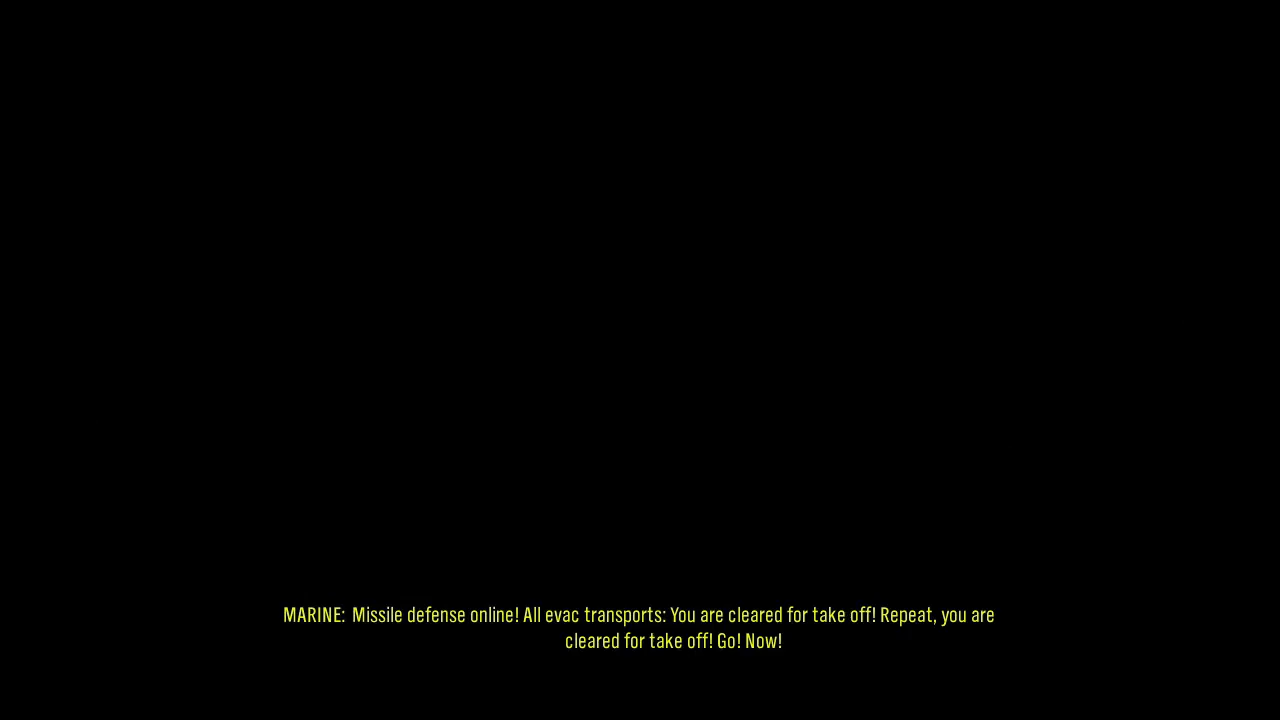 MARINE: Missile defense online! All evac transports: You are cleared for take off! Repeat, you are
cleared for take off! Go! Now!